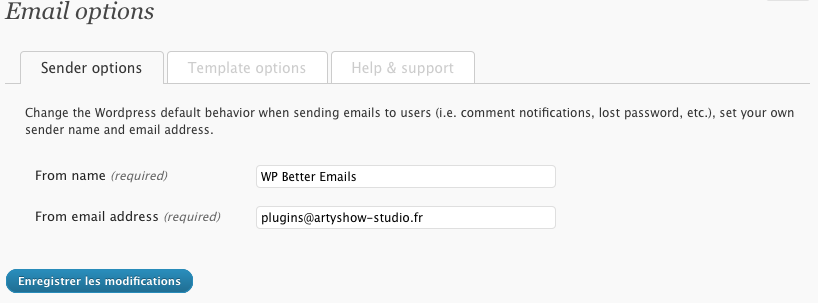 Email options
Sender options
Template options
Help & support
Change the Wordpress default behavior when sending emails to users (i.e. comment notifications, lost password, etc.), set your own
sender name and email address.
From name (required)
WP Better Emails
From email address (required)
plugins@artyshow-studio.fr
Enregistrer les modifications